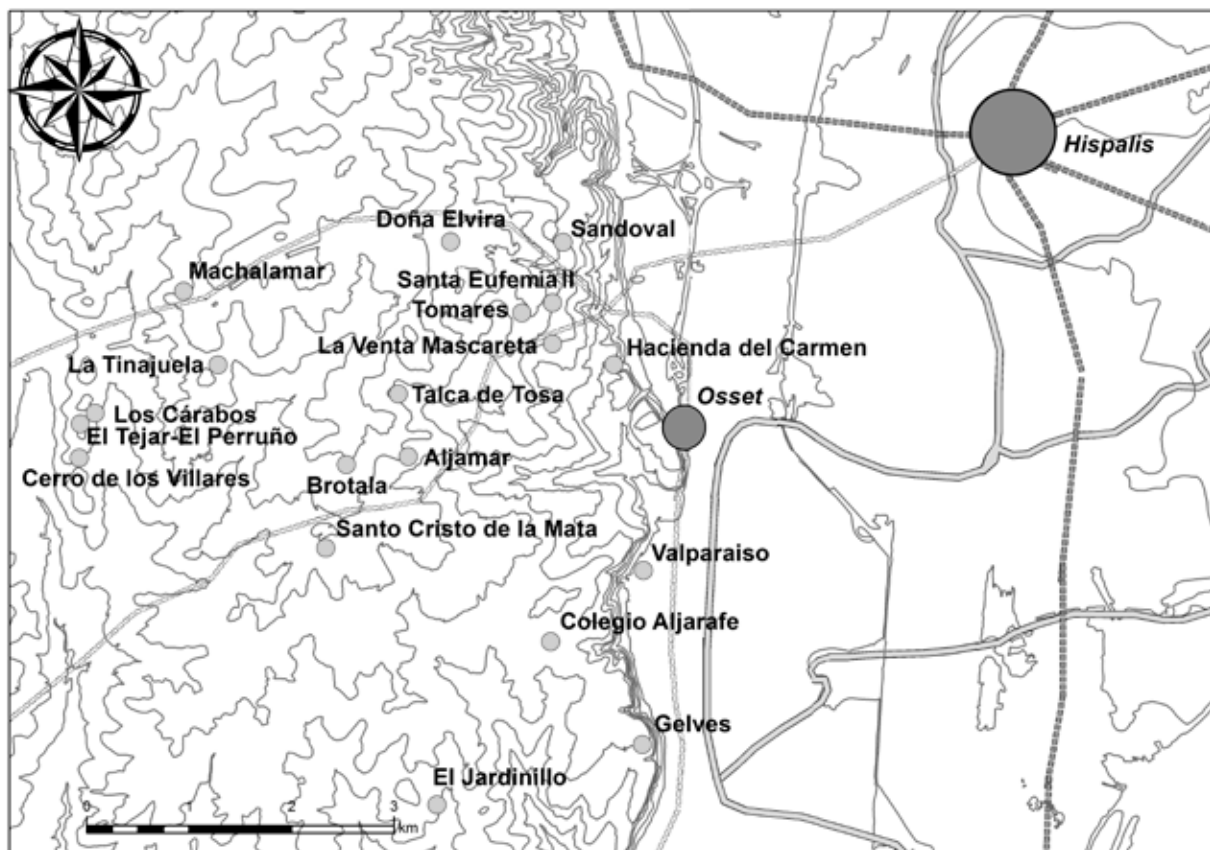 Hispalis
Doña Elvira
Sandoval
Machalamar
Santa Eufemia II
Tomares
La Venta Mascareta
Hacienda del Carmen
La Tinajuela
Talca de Tosa
Osset
Los Cárabos
El Tejar-El Perruño
Aljamar
Cerro de los Villares
Brotala
Santo Cristo de la Mata
Valparaiso
Colegio Aljarafe
Gelves
El Jardinillo
0 1 2 3
km